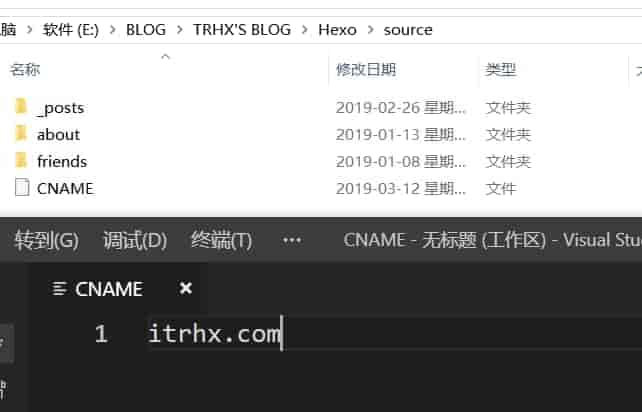 脑 > 软件 (E:) > BLOG > TRHX'S BLOG > Hexo > source
名称 修改日期 类型
_posts 2019-02-26 星期... 文件夹
about 2019-01-13 星期... 文件夹
friends 2019-01-08 星期... 文件夹
CNAME 2019-03-12 星期... 文件
转到(G) 调试(D) 终端(T) ··· CNAME - 无标题 (工作区) - Visual Stu
CNAME ×
1 itrhx.com